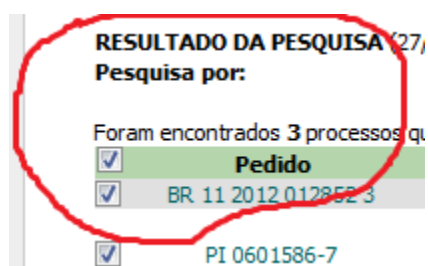 RESULTADO DA PESQUISA (27/
Pesquisa por:
Foram encontrados 3 processos qu
Pedido
BR 11 2012 012852 3
PI 0601586-7